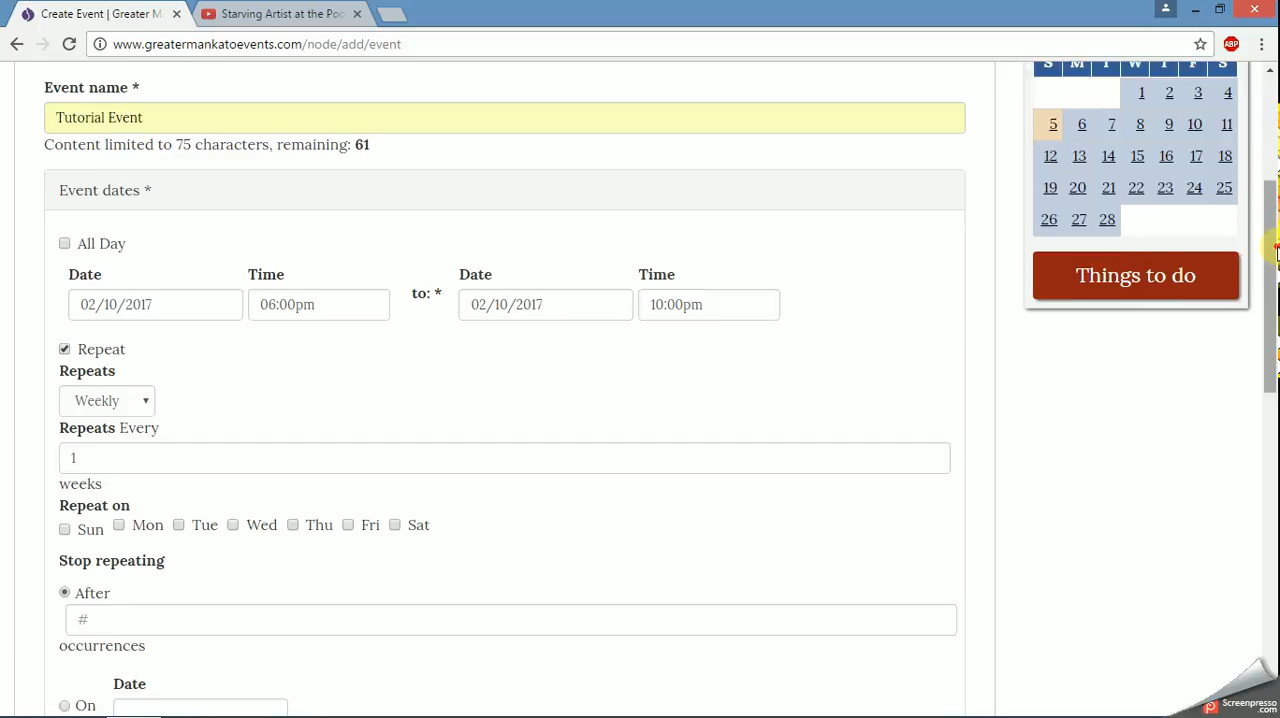 Create Event | Greater M
Starving Artist at the Poo
www.greatermankatoevents.com/node/add/event
ABP
Event name *
Tutorial Event
Content limited to 75 characters, remaining: 61
Event dates *
All Day
Date Time Date Time
02/10/2017 06:00pm to: * 02/10/2017 10:00pm
Repeat
Repeats
Weekly
Repeats Every
1
weeks
Repeat on
Sun Mon Tue Wed Thu Fri Sat
Stop repeating
After
#
occurrences
Date
On
S M T W T F S
1 2 3 4
5 6 7 8 9 10 11
12 13 14 15 16 17 18
19 20 21 22 23 24 25
26 27 28
Things to do
Screenpresso
.com